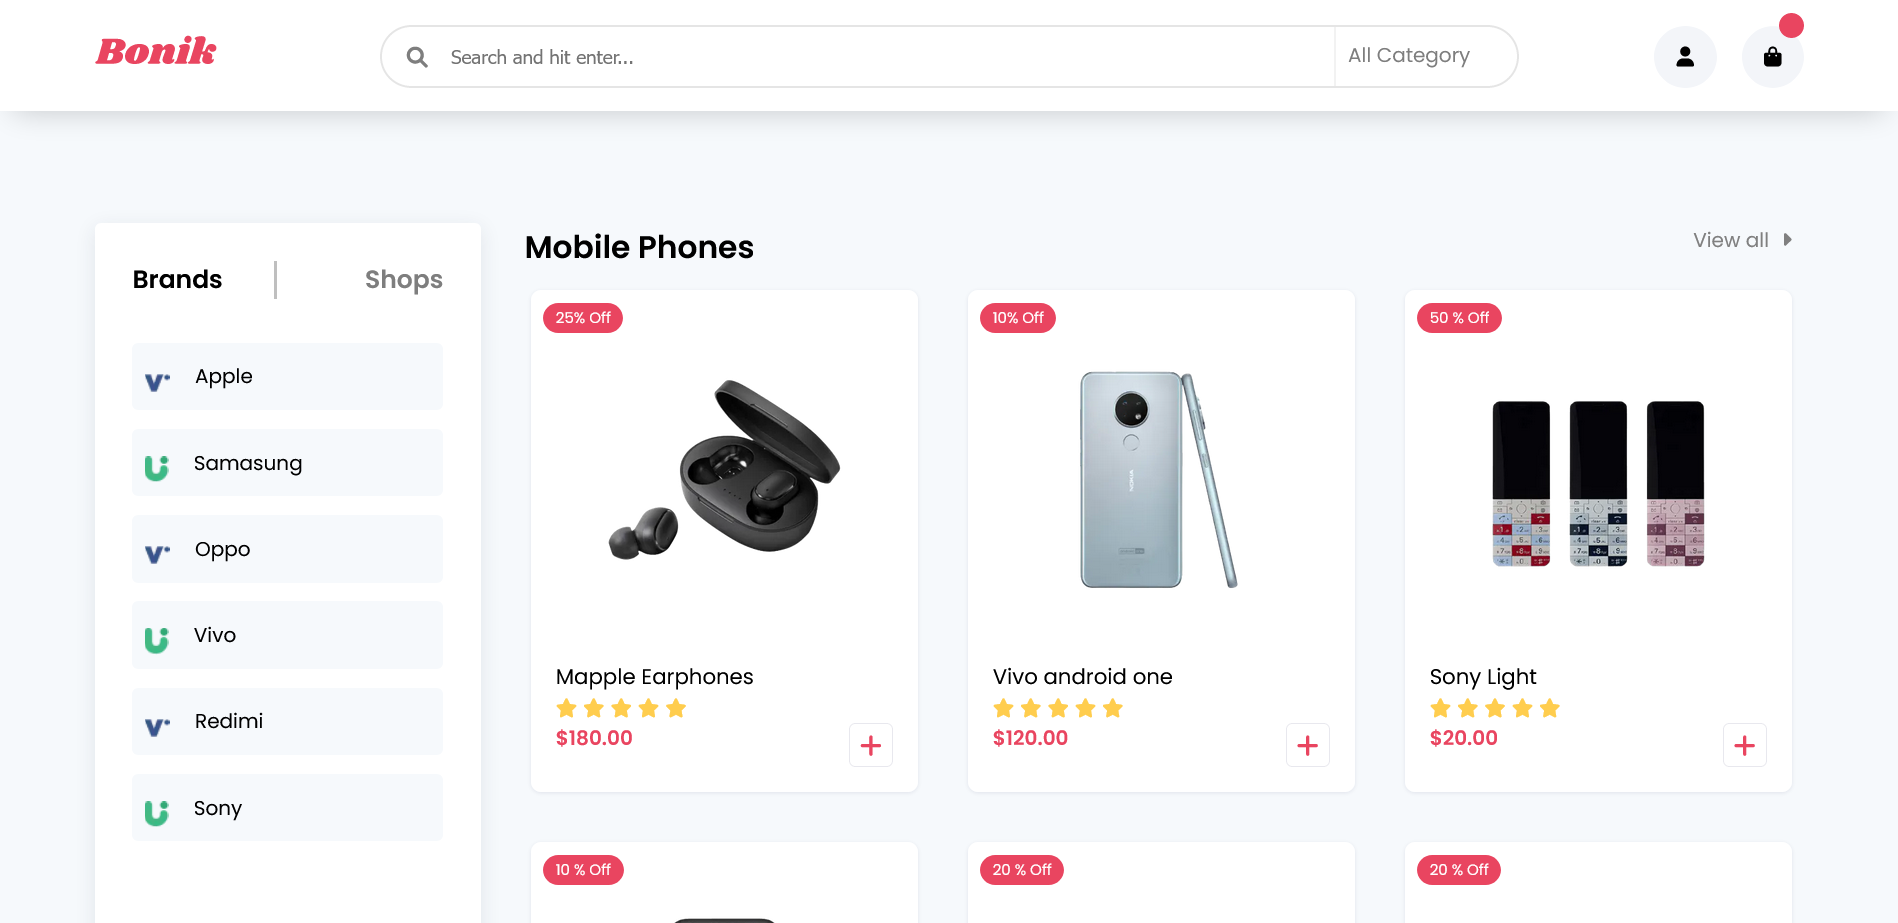 Bonik
Search and hit enter...
All Category
Brands
Shops
Apple
Samasung
Oppo
Vivo
Redimi
Sony
Mobile Phones
View all
25% Off
Mapple Earphones
$180.00
10% Off
NOKIA
Vivo android one
$120.00
50 % Off
Sony Light
$20.00
10 % Off
20 % Off
20 % Off